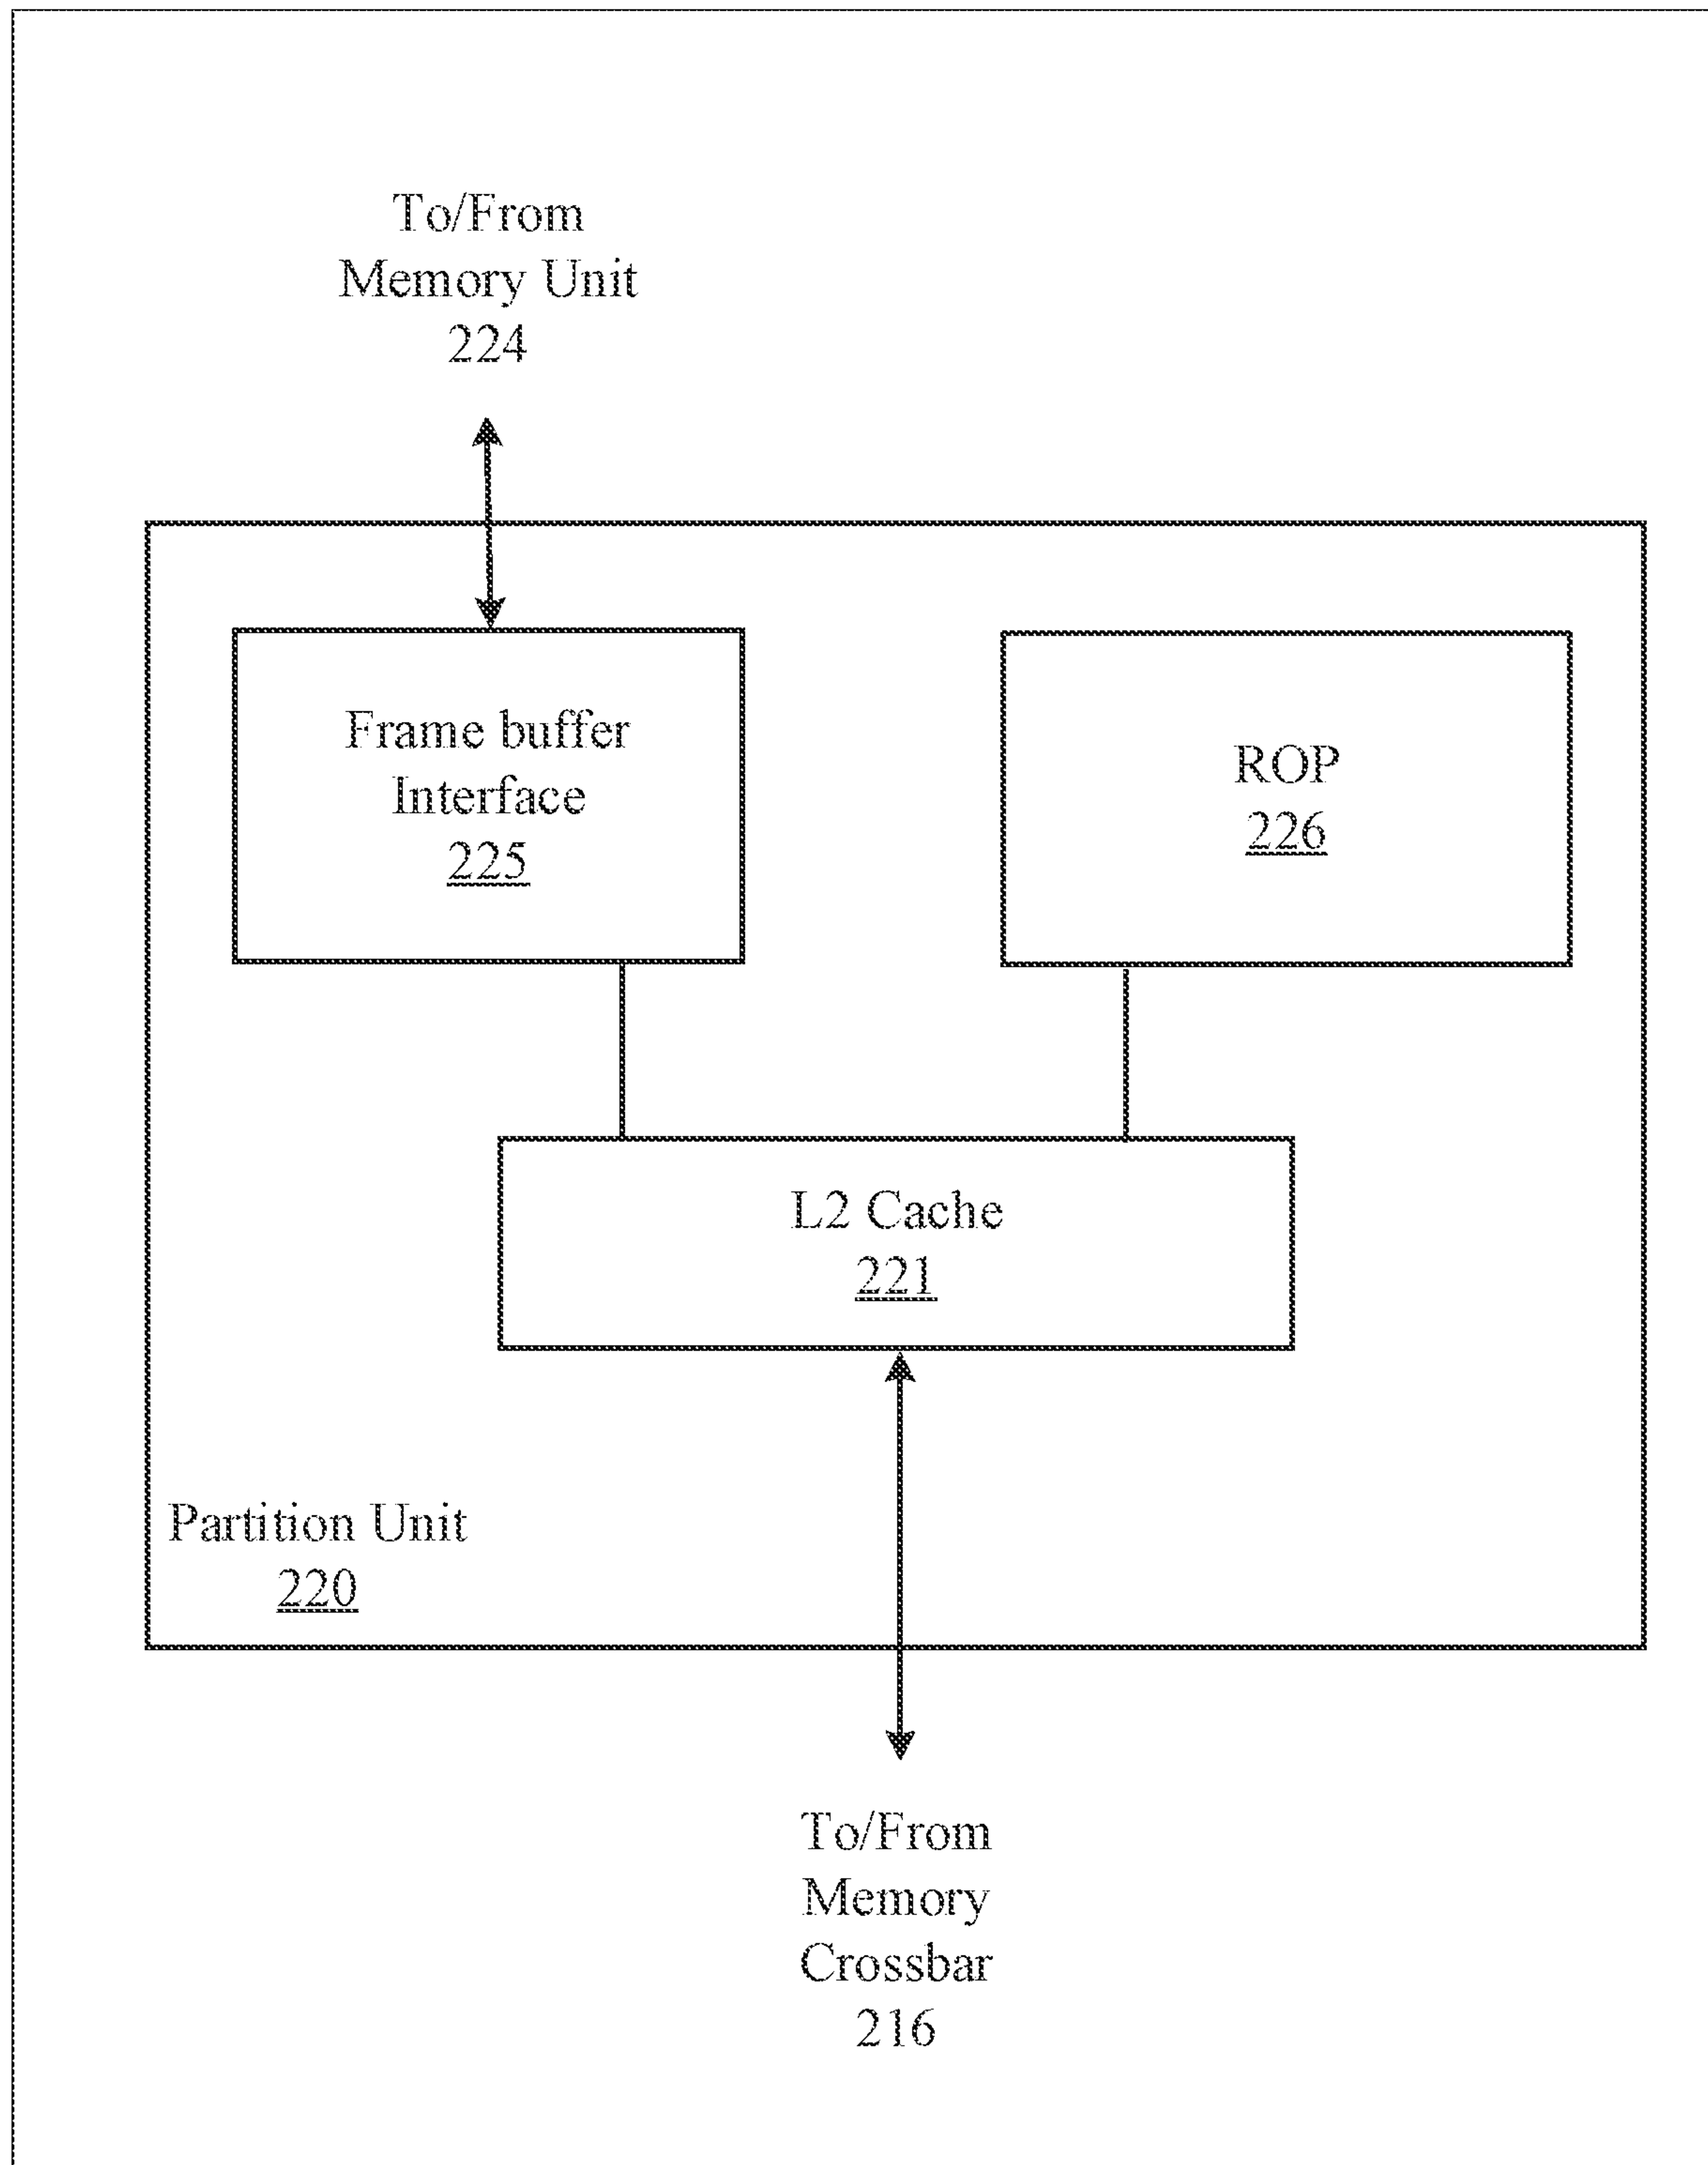 To/From
Memory Unit
224
Frame buffer
Interface
225
ROP
226
L2 Cache
221
Partition Unit
220
To/From
Memory
Crossbar
216